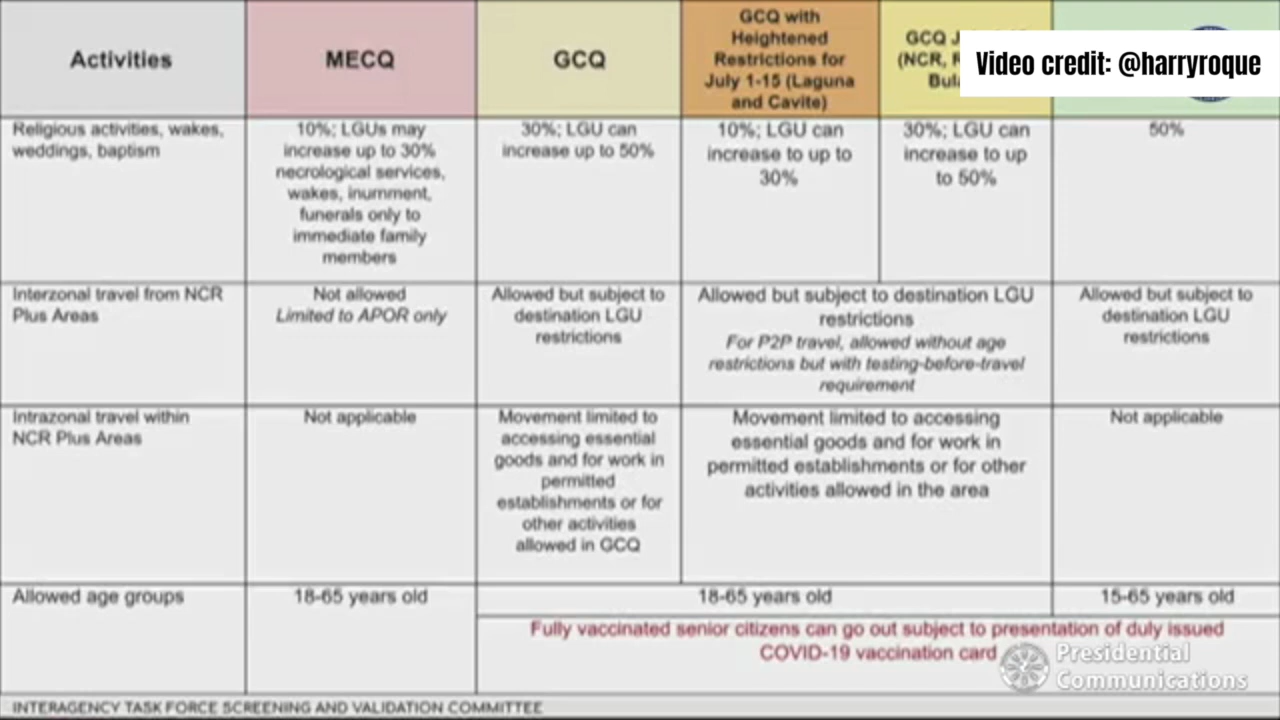 Activities
MECQ
GCQ
GCQ with
Heightened
Restrictions for
July 1-15 (Laguna
and Cavite)
GCQ
(NCR,
Video credit: @harryroque
Religious activities, wakes,
weddings, baptism
10%; LGUs may
increase up to 30%
necrological services,
wakes, inurnment,
funerals only to
immediate family
members
30%; LGU can
increase up to 50%
10%; LGU can
increase to up to
30%
30%; LGU can
increase to up
to 50%
50%
Interzonal travel from NCR
Plus Areas
Not allowed
Limited to APOR only
Allowed but subject to
destination LGU
restrictions
Allowed but subject to destination LGU
restrictions
For P2P travel, allowed without age
restrictions but with testing-before-travel
requirement
Allowed but subject to
destination LGU
restrictions
Intrazonal travel within
NCR Plus Areas
Not applicable
Movement limited to
accessing essential
goods and for work in
permitted
establishments or for
other activities
allowed in GCQ
Movement limited to accessing
essential goods and for work in
permitted establishments or for other
activities allowed in the area
Not applicable
Allowed age groups
18-65 years old
18-65 years old
15-65 years old
Fully vaccinated senior citizens can go out subject to presentation of duly issued
COVID-19 vaccination card
Presidential
Communications
INTERAGENCY TASK FORCE SCREENING AND VALIDATION COMMITTEE